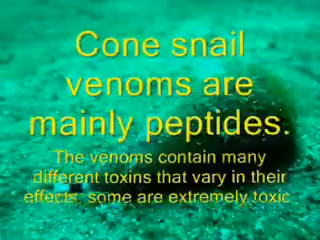 Cone snail
venoms are
mainly peptides.
The venoms contain many
different toxins that vary in their
effects, some are extremely toxic